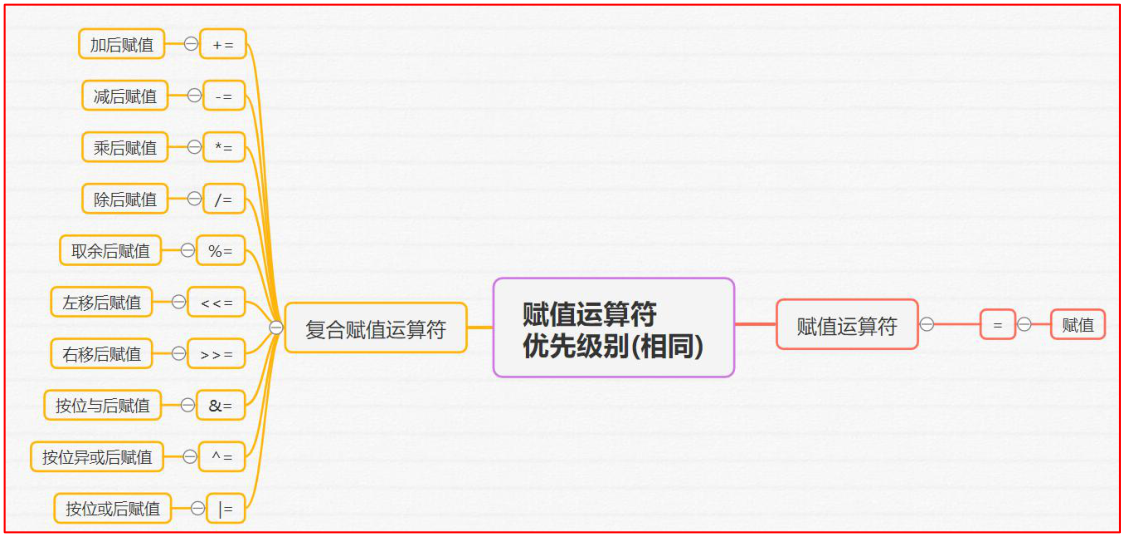 加后赋值 +=
减后赋值 -=
乘后赋值 *=
除后赋值 /=
取余后赋值 %=
左移后赋值 <<=
右移后赋值 >>=
按位与后赋值 &=
按位异或后赋值 ^=
按位或后赋值 |=
复合赋值运算符
赋值运算符
优先级别(相同)
赋值运算符 = 赋值